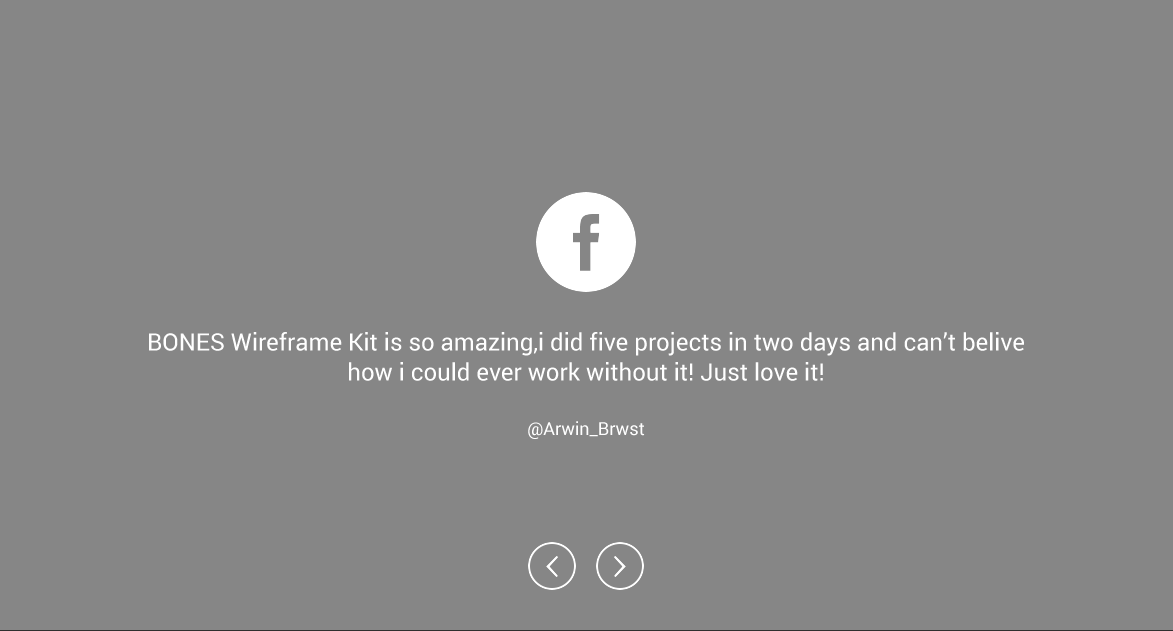 f
BONES Wireframe Kit is so amazing,i did five projects in two days and can’t belive
how i could ever work without it! Just love it!
@Arwin_Brwst